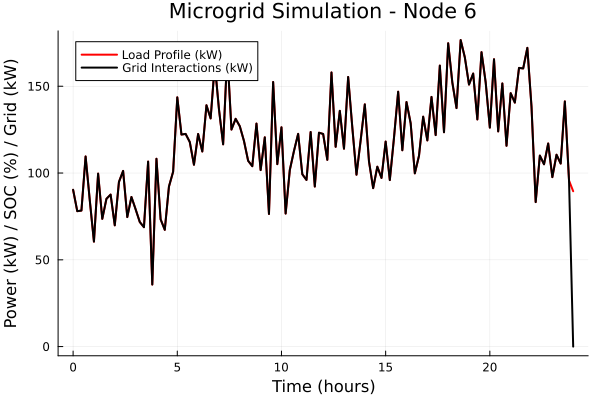 Microgrid Simulation - Node 6
Load Profile (kW)
Grid Interactions (kW)
Power (kW) / SOC (%) / Grid (kW)
150
100
50
0
0 5 10 15 20
Time (hours)